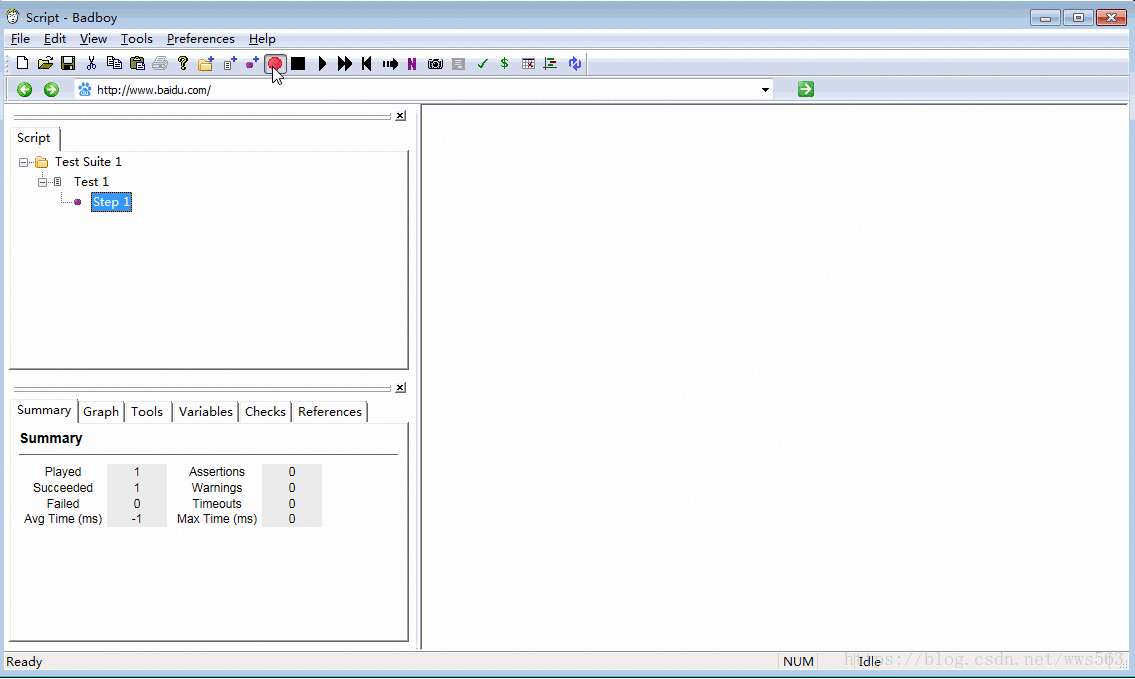 Script - Badboy
File Edit View Tools Preferences Help
http://www.baidu.com/
Script
Test Suite 1
Test 1
Step 1
Summary Graph Tools Variables Checks References
Summary
Played 1 Assertions 0
Succeeded 1 Warnings 0
Failed 0 Timeouts 0
Avg Time (ms) -1 Max Time (ms) 0
Ready NUM Idle
https://blog.csdn.net/wws563